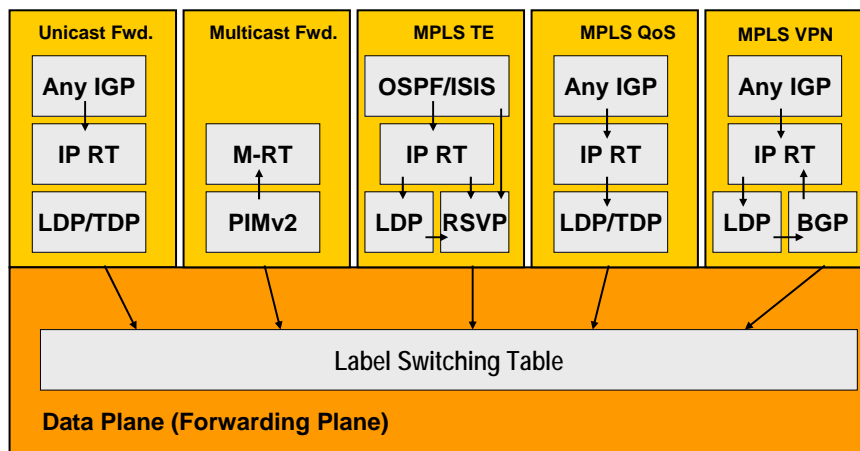 Unicast Fwd.
Any IGP
IP RT
LDP/TDP
Multicast Fwd.
M-RT
PIMv2
MPLS TE
OSPF/ISIS
IP RT
LDP
RSVP
MPLS QoS
Any IGP
IP RT
LDP/TDP
MPLS VPN
Any IGP
IP RT
LDP
BGP
Label Switching Table
Data Plane (Forwarding Plane)